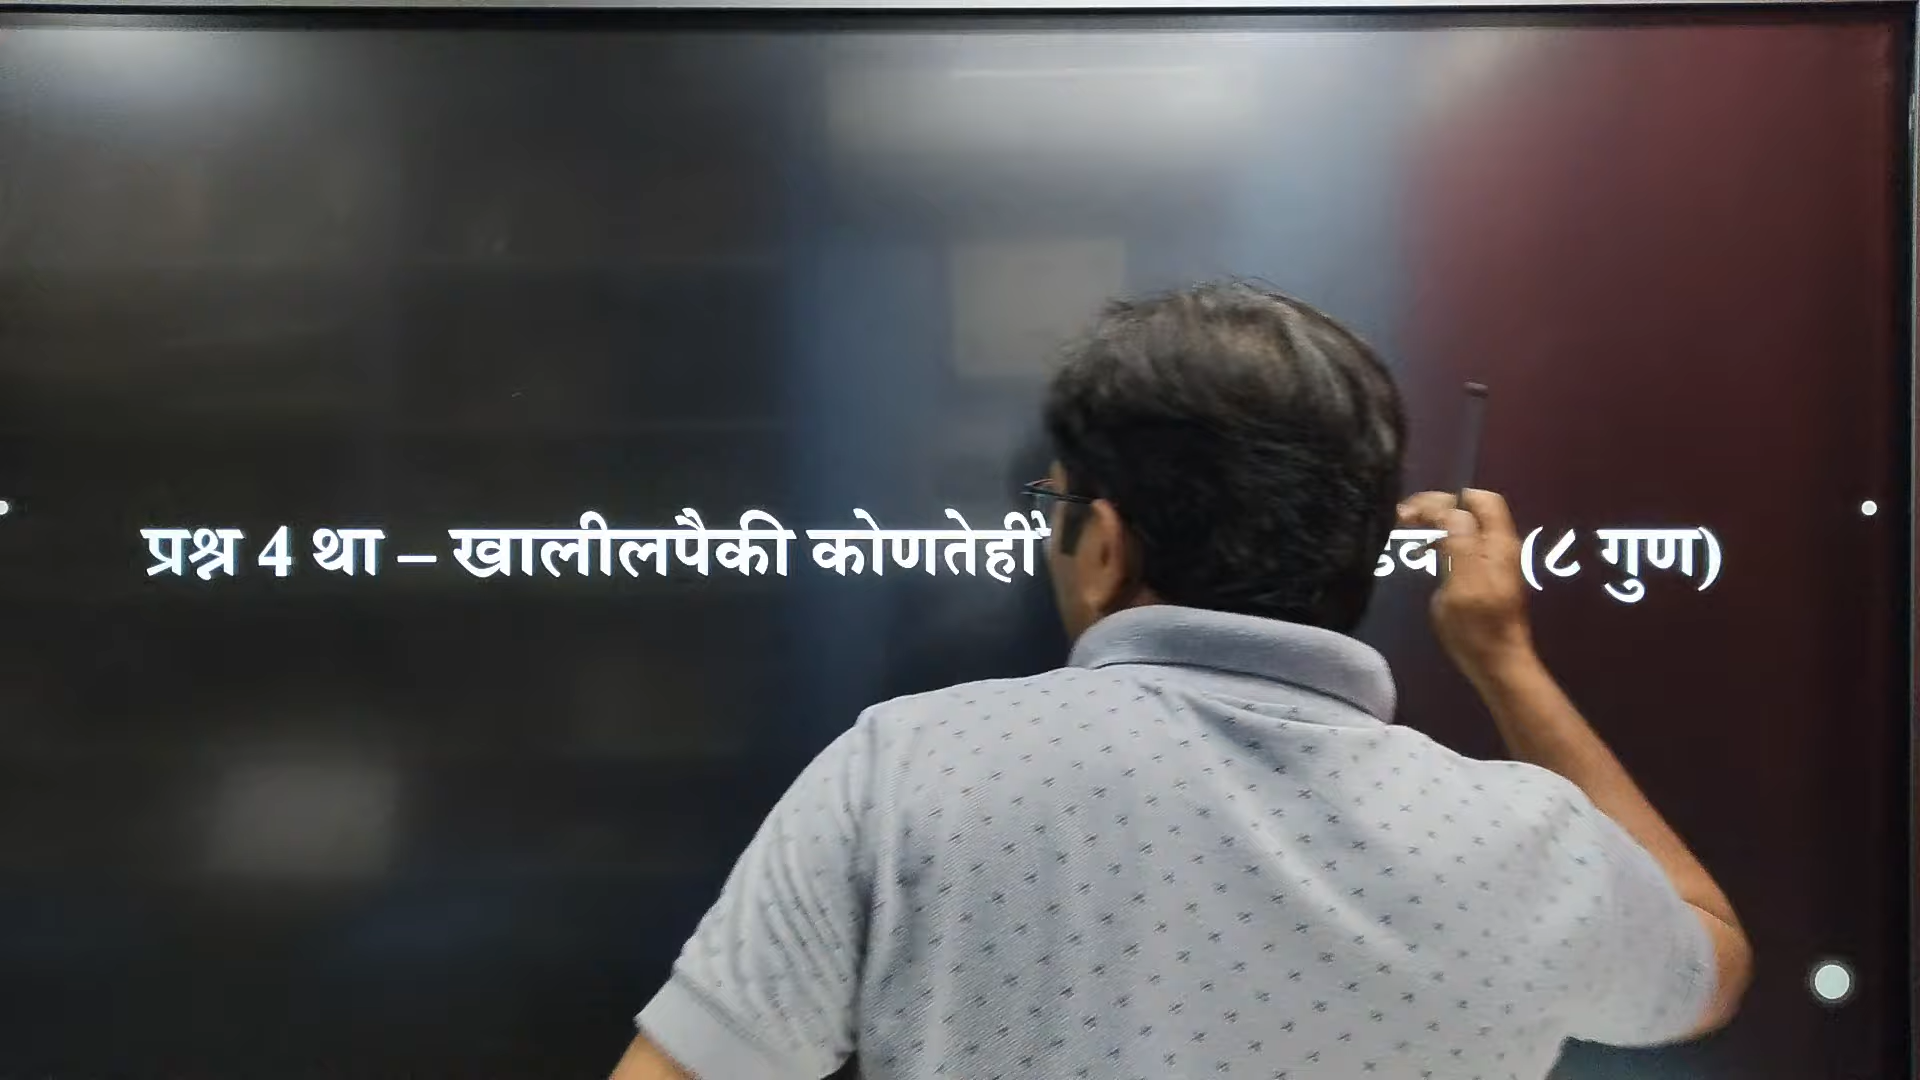 प्रश्न 4 था – खालीलपैकी कोणतेही (८ गुण)